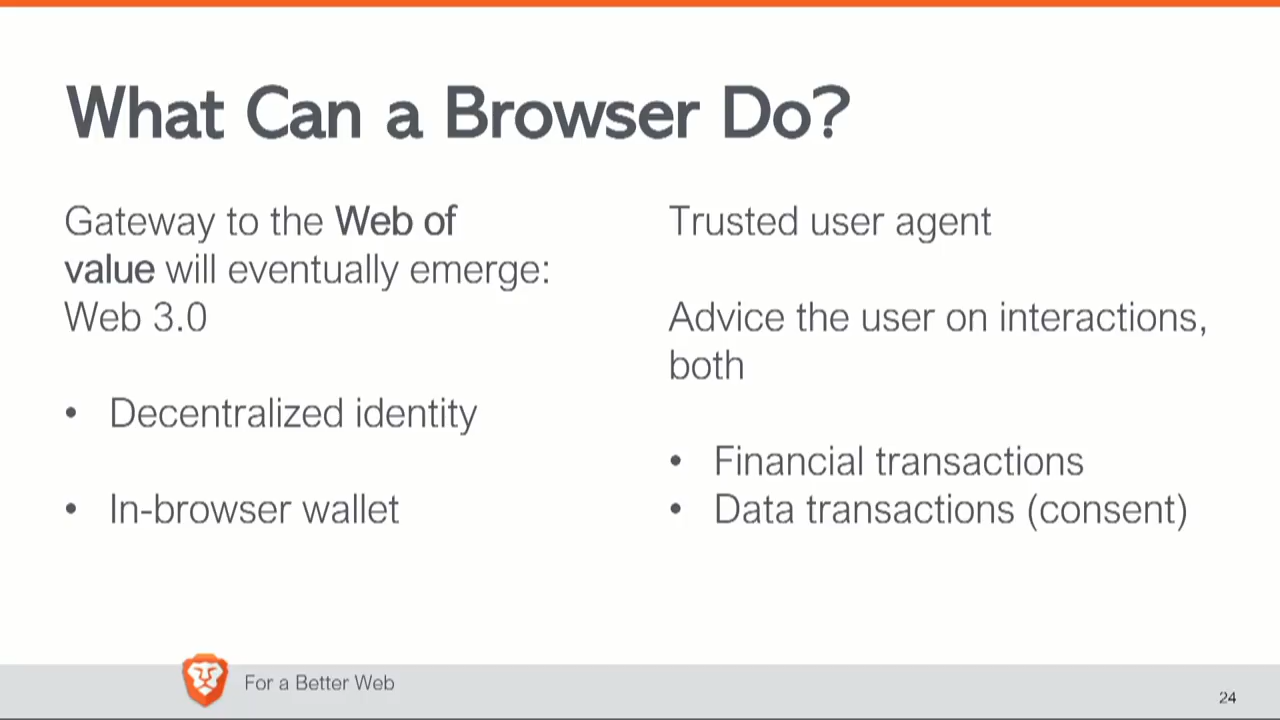 What Can a Browser Do?
Gateway to the Web of
value will eventually emerge:
Web 3.0
• Decentralized identity
• In-browser wallet
Trusted user agent
Advice the user on interactions,
both
• Financial transactions
• Data transactions (consent)
For a Better Web
24